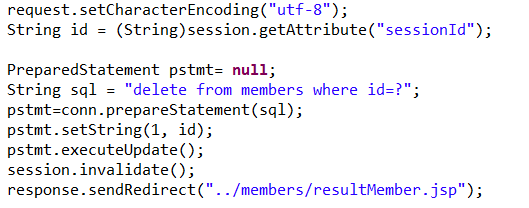 request.setCharacterEncoding("utf-8");
String id = (String)session.getAttribute("sessionId");
PreparedStatement pstmt= null;
String sql = "delete from members where id=?";
pstmt=conn.prepareStatement(sql);
pstmt.setString(1, id);
pstmt.executeUpdate();
session.invalidate();
response.sendRedirect("../members/resultMember.jsp");